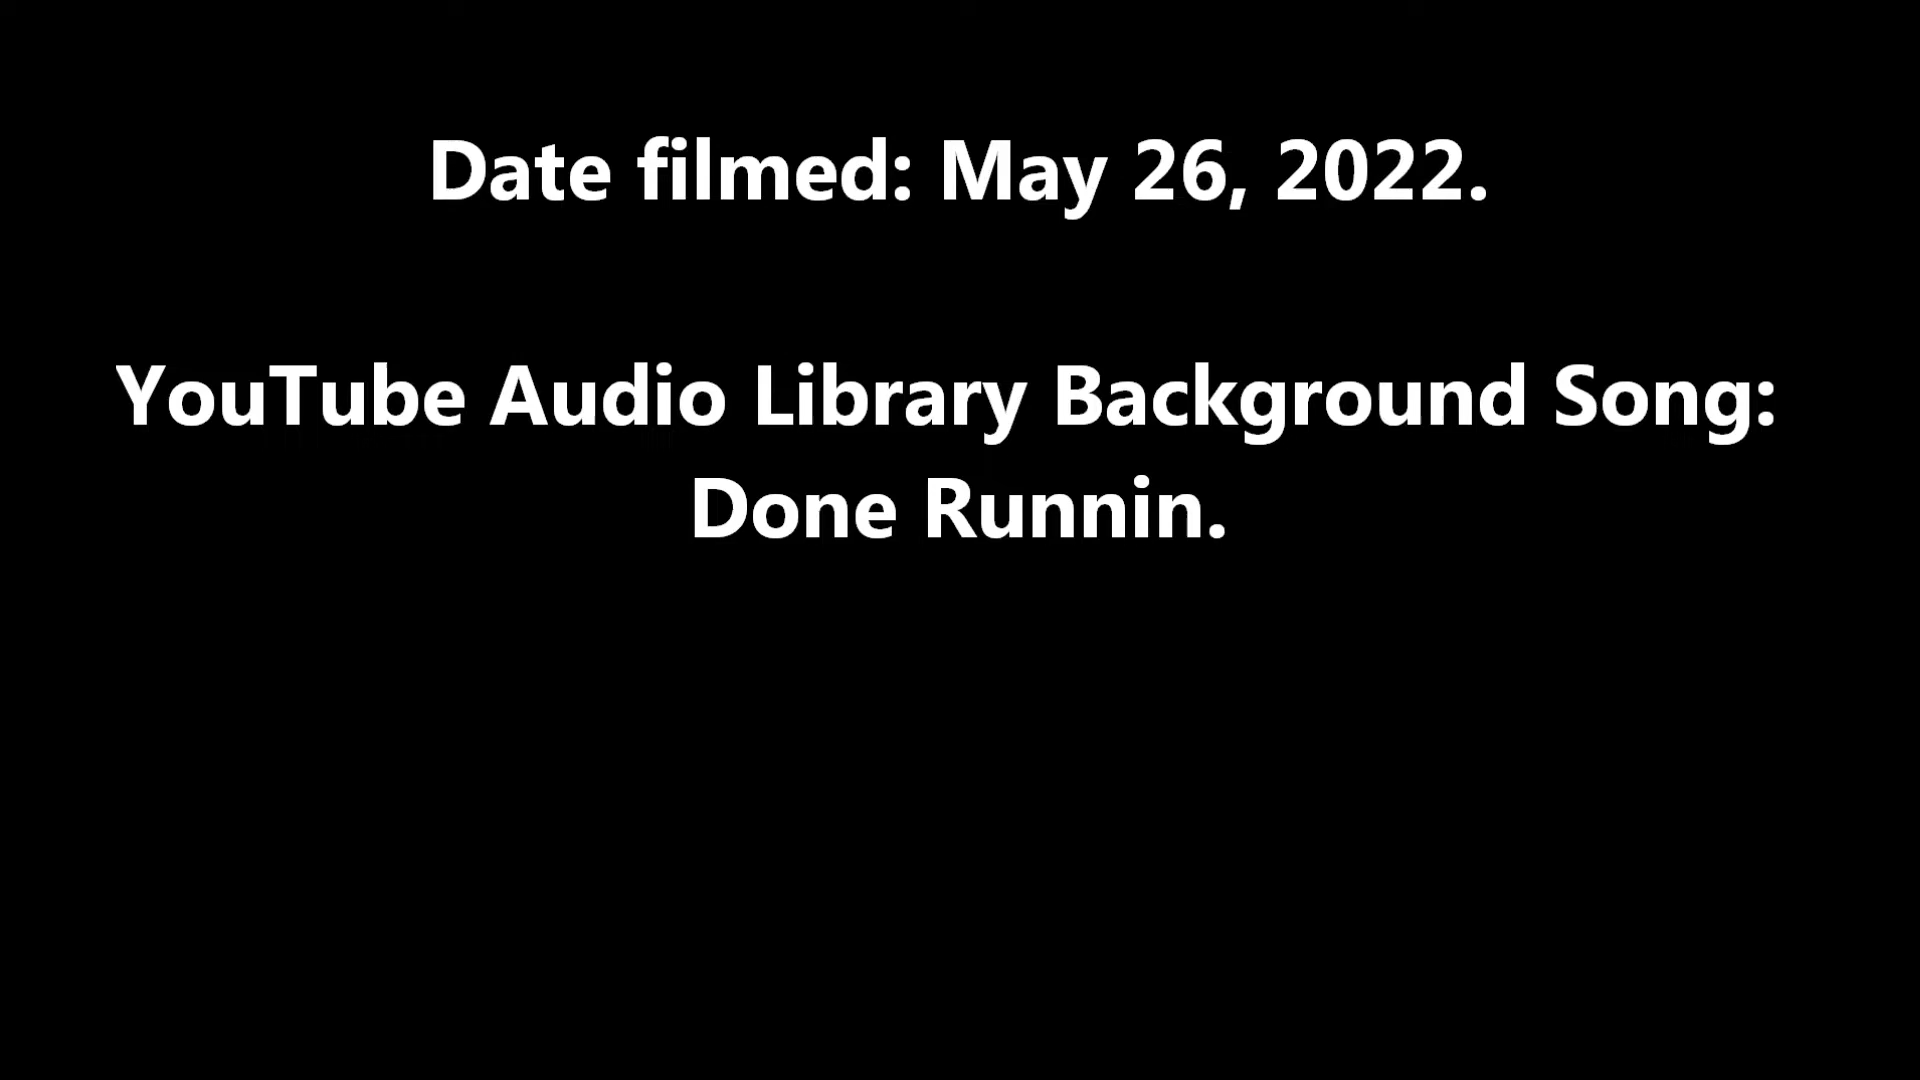 Date filmed: May 26, 2022.
YouTube Audio Library Background Song:
Done Runnin.